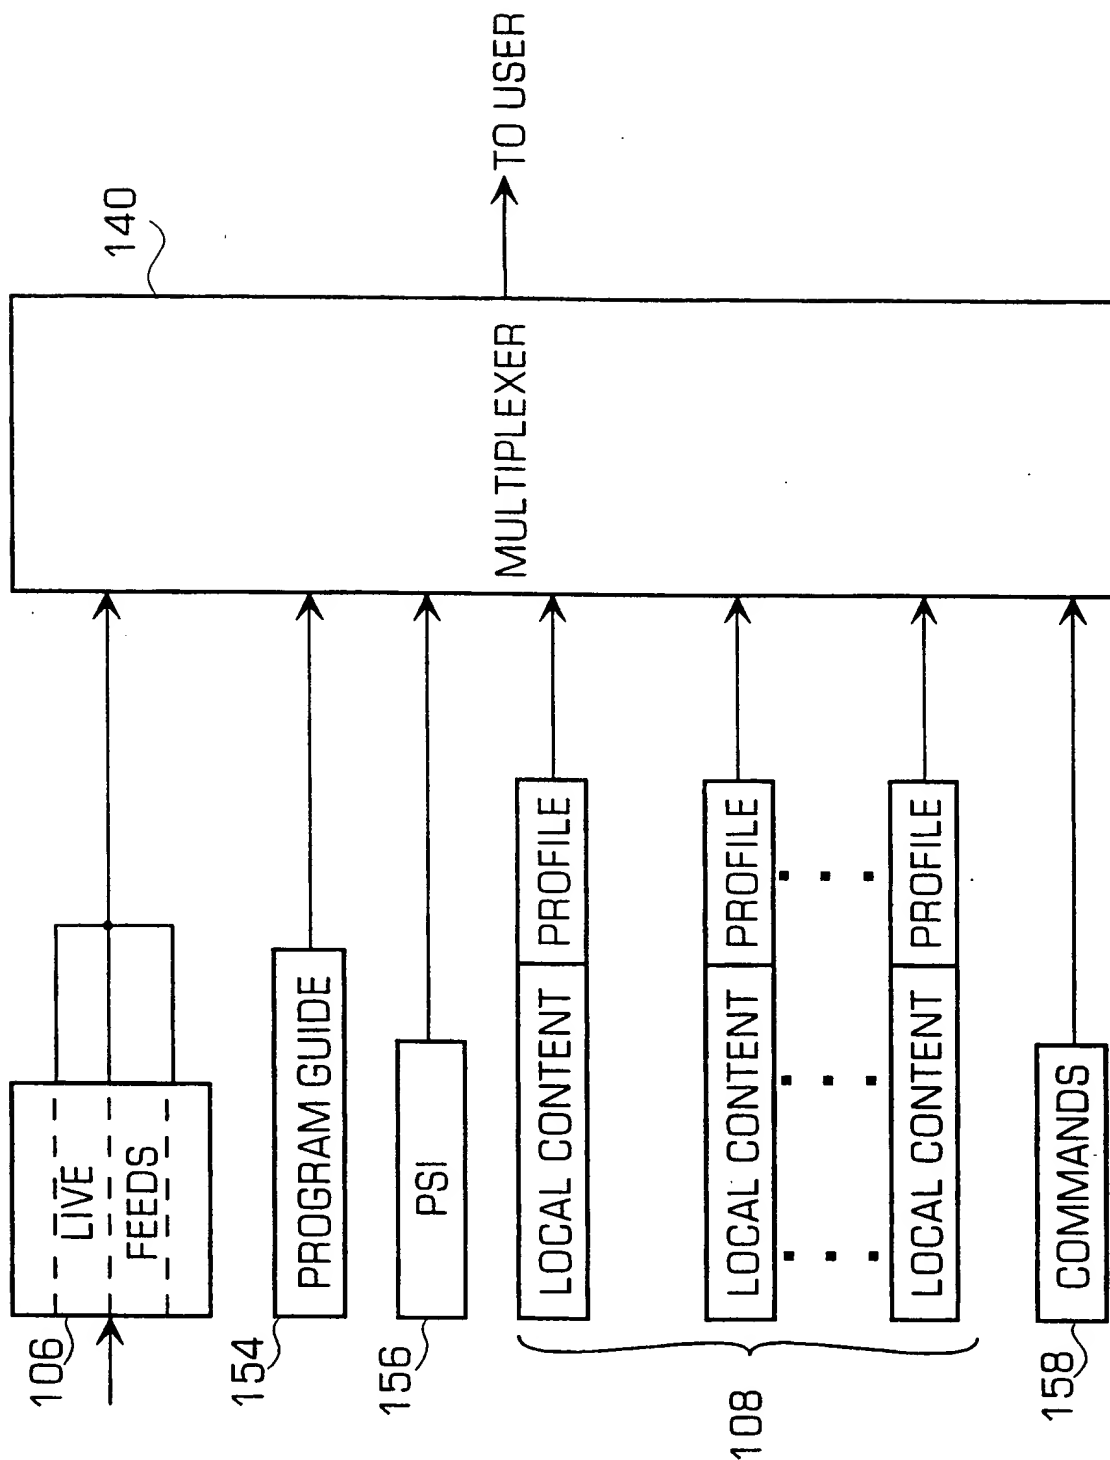 106
LIVE
FEEDS
154
PROGRAM GUIDE
156
PSI
108
LOCAL CONTENT PROFILE
LOCAL CONTENT PROFILE
LOCAL CONTENT PROFILE
158
COMMANDS
MULTIPLEXER
140
TO USER